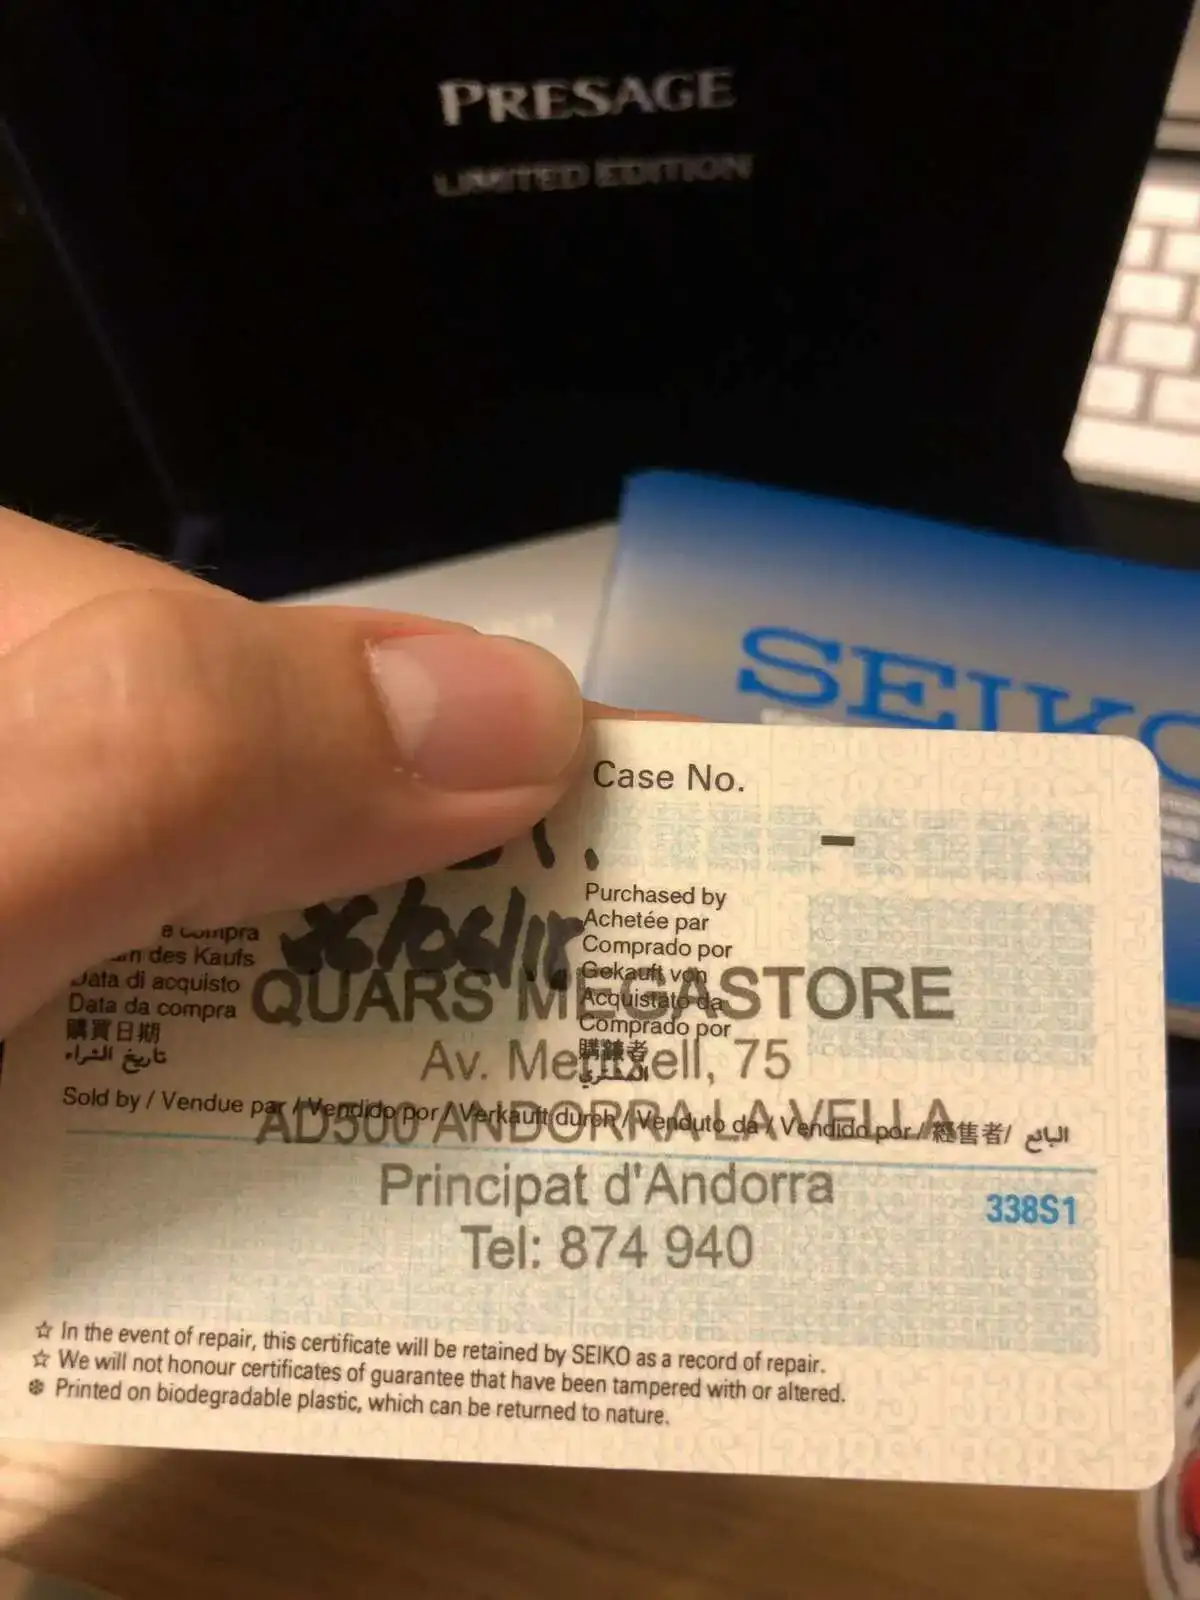 PRESAGE
LIMITED EDITION
SEIKO
Case No.
-
Purchased by
Achetée par
Comprado por
Gekauft von
Acquistato da
Comprado por
購買者
المشتري
compra
des Kaufs
Data di acquisto
Data da compra
購買日期
تاريخ الشراء
26/06/18
QUARS MEGASTORE
Av. Meritxell, 75
AD500 ANDORRA LA VELLA
Principat d'Andorra
Tel: 874 940
Sold by / Vendue par / Vendido por / Verkauft durch / Venduto da / Vendido por / 經售者/ البائع
338S1
☆ In the event of repair, this certificate will be retained by SEIKO as a record of repair.
☆ We will not honour certificates of guarantee that have been tampered with or altered.
❆ Printed on biodegradable plastic, which can be returned to nature.